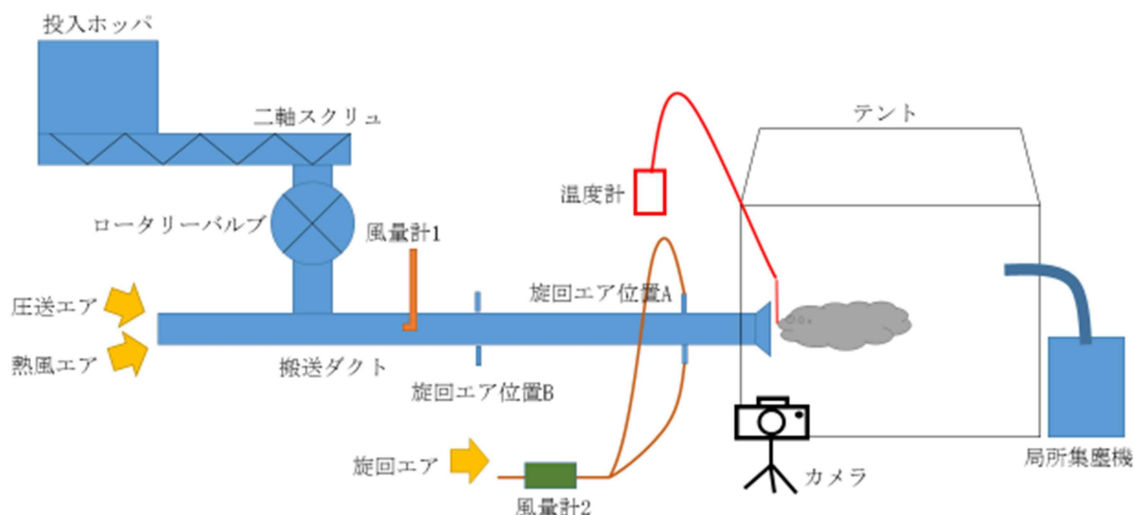 投入ホッパ
二軸スクリュ
テント
温度計
ロータリーバルブ
風量計1
旋回エア位置A
圧送エア
熱風エア
搬送ダクト
旋回エア位置B
旋回エア
風量計2
カメラ
局所集塵機